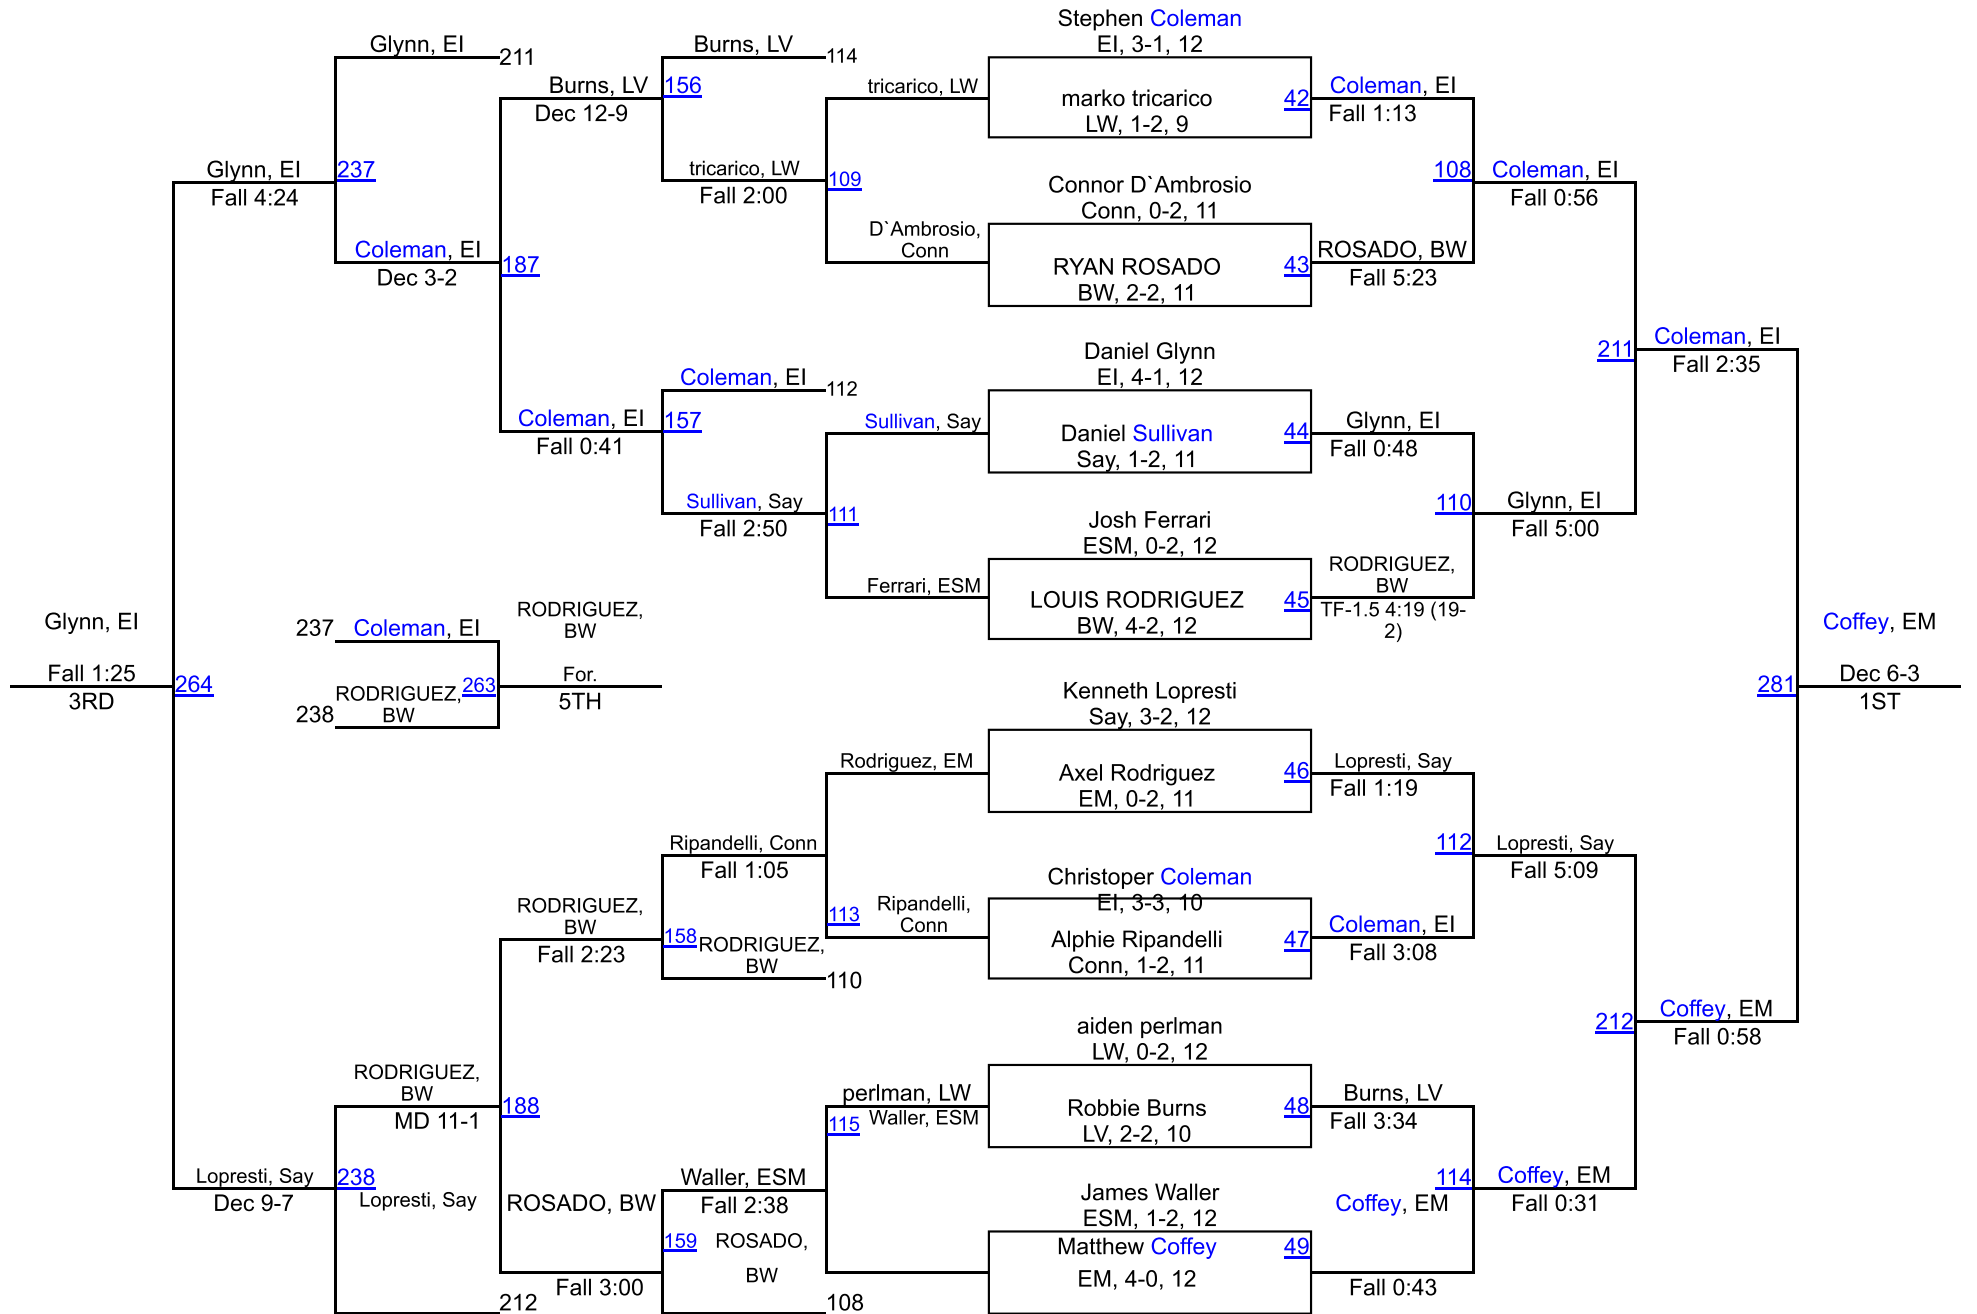 Stephen Coleman
Glynn, EI
Burns, LV
EI, 3-1, 12
211
114
Burns, LV
156
tricarico, LW
Coleman, EI
Dec 12-9
marko tricarico
42
Fall 1:13
LW, 1-2, 9
Glynn, EI
237
tricarico, LW
108
Coleman, EI
Fall 4:24
Fall 2:00
109
Connor D`Ambrosio
Fall 0:56
Conn, 0-2, 11
Coleman, EI
D`Ambrosio,
Conn
ROSADO, BW
Dec 3-2
187
RYAN ROSADO
43
Fall 5:23
BW, 2-2, 11
Daniel Glynn
211
Coleman, EI
Coleman, EI
112
EI, 4-1, 12
Fall 2:35
Coleman, EI
157
Sullivan, Say
Glynn, EI
Fall 0:41
Daniel Sullivan
44
Fall 0:48
Say, 1-2, 11
Sullivan, Say
111
Josh Ferrari
110
Glynn, EI
Fall 2:50
ESM, 0-2, 12
Fall 5:00
Ferrari, ESM
RODRIGUEZ,
BW
LOUIS RODRIGUEZ
45
TF-1.5 4:19 (19-
2)
BW, 4-2, 12
Glynn, EI
237
Coleman, EI
RODRIGUEZ,
BW
Coffey, EM
Fall 1:25
264
RODRIGUEZ,
BW
263
For.
281
Dec 6-3
3RD
238
5TH
1ST
Kenneth Lopresti
Say, 3-2, 12
Rodriguez, EM
Axel Rodriguez
46
Lopresti, Say
EM, 0-2, 11
Fall 1:19
Ripandelli, Conn
112
Lopresti, Say
Fall 1:05
Christoper Coleman
Fall 5:09
RODRIGUEZ,
BW
113
Ripandelli,
Conn
EI, 3-3, 10
Coleman, EI
Fall 2:23
158
RODRIGUEZ,
BW
Alphie Ripandelli
47
Fall 3:08
110
Conn, 1-2, 11
212
Coffey, EM
aiden perlman
Fall 0:58
LW, 0-2, 12
RODRIGUEZ,
BW
188
perlman, LW
Burns, LV
MD 11-1
115
Waller, ESM
Robbie Burns
48
Fall 3:34
LV, 2-2, 10
Lopresti, Say
238
Waller, ESM
114
Coffey, EM
Dec 9-7
Lopresti, Say
ROSADO, BW
Fall 2:38
James Waller
Coffey, EM
Fall 0:31
ESM, 1-2, 12
159
ROSADO,
BW
Matthew Coffey
49
Fall 3:00
EM, 4-0, 12
Fall 0:43
212
108